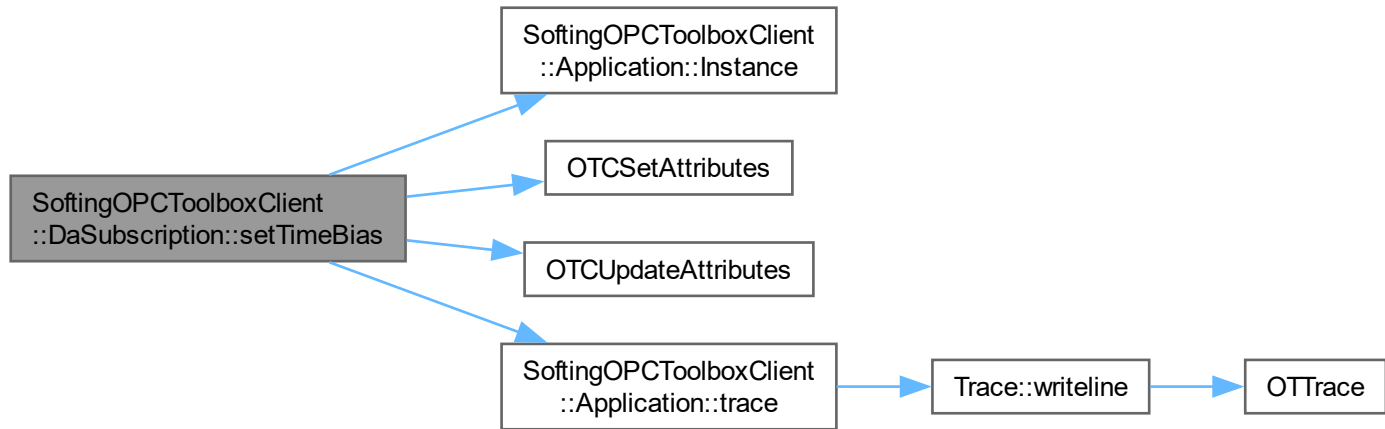 SoftingOPCToolboxClient
::Application::Instance
OTCSetAttributes
SoftingOPCToolboxClient
::DaSubscription::setTimeBias
OTCUpdateAttributes
SoftingOPCToolboxClient
::Application::trace
Trace::writeline
OTTrace